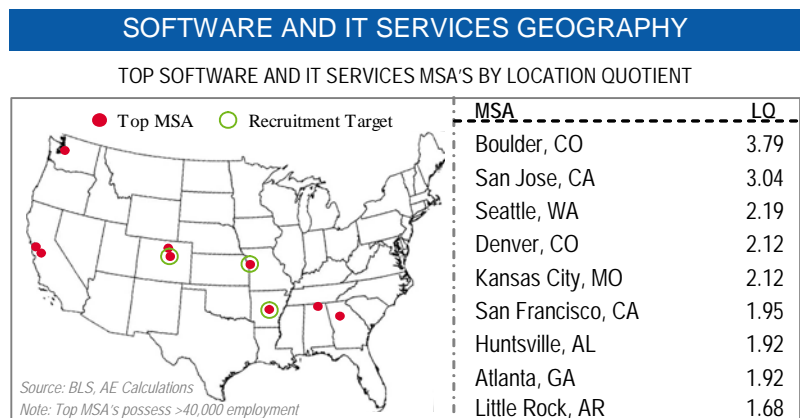 SOFTWARE AND IT SERVICES GEOGRAPHY
TOP SOFTWARE AND IT SERVICES MSA'S BY LOCATION QUOTIENT
Top MSA
Recruitment Target
Source: BLS, AE Calculations
Note: Top MSA's possess >40,000 employment
MSA LQ
Boulder, CO 3.79
San Jose, CA 3.04
Seattle, WA 2.19
Denver, CO 2.12
Kansas City, MO 2.12
San Francisco, CA 1.95
Huntsville, AL 1.92
Atlanta, GA 1.92
Little Rock, AR 1.68